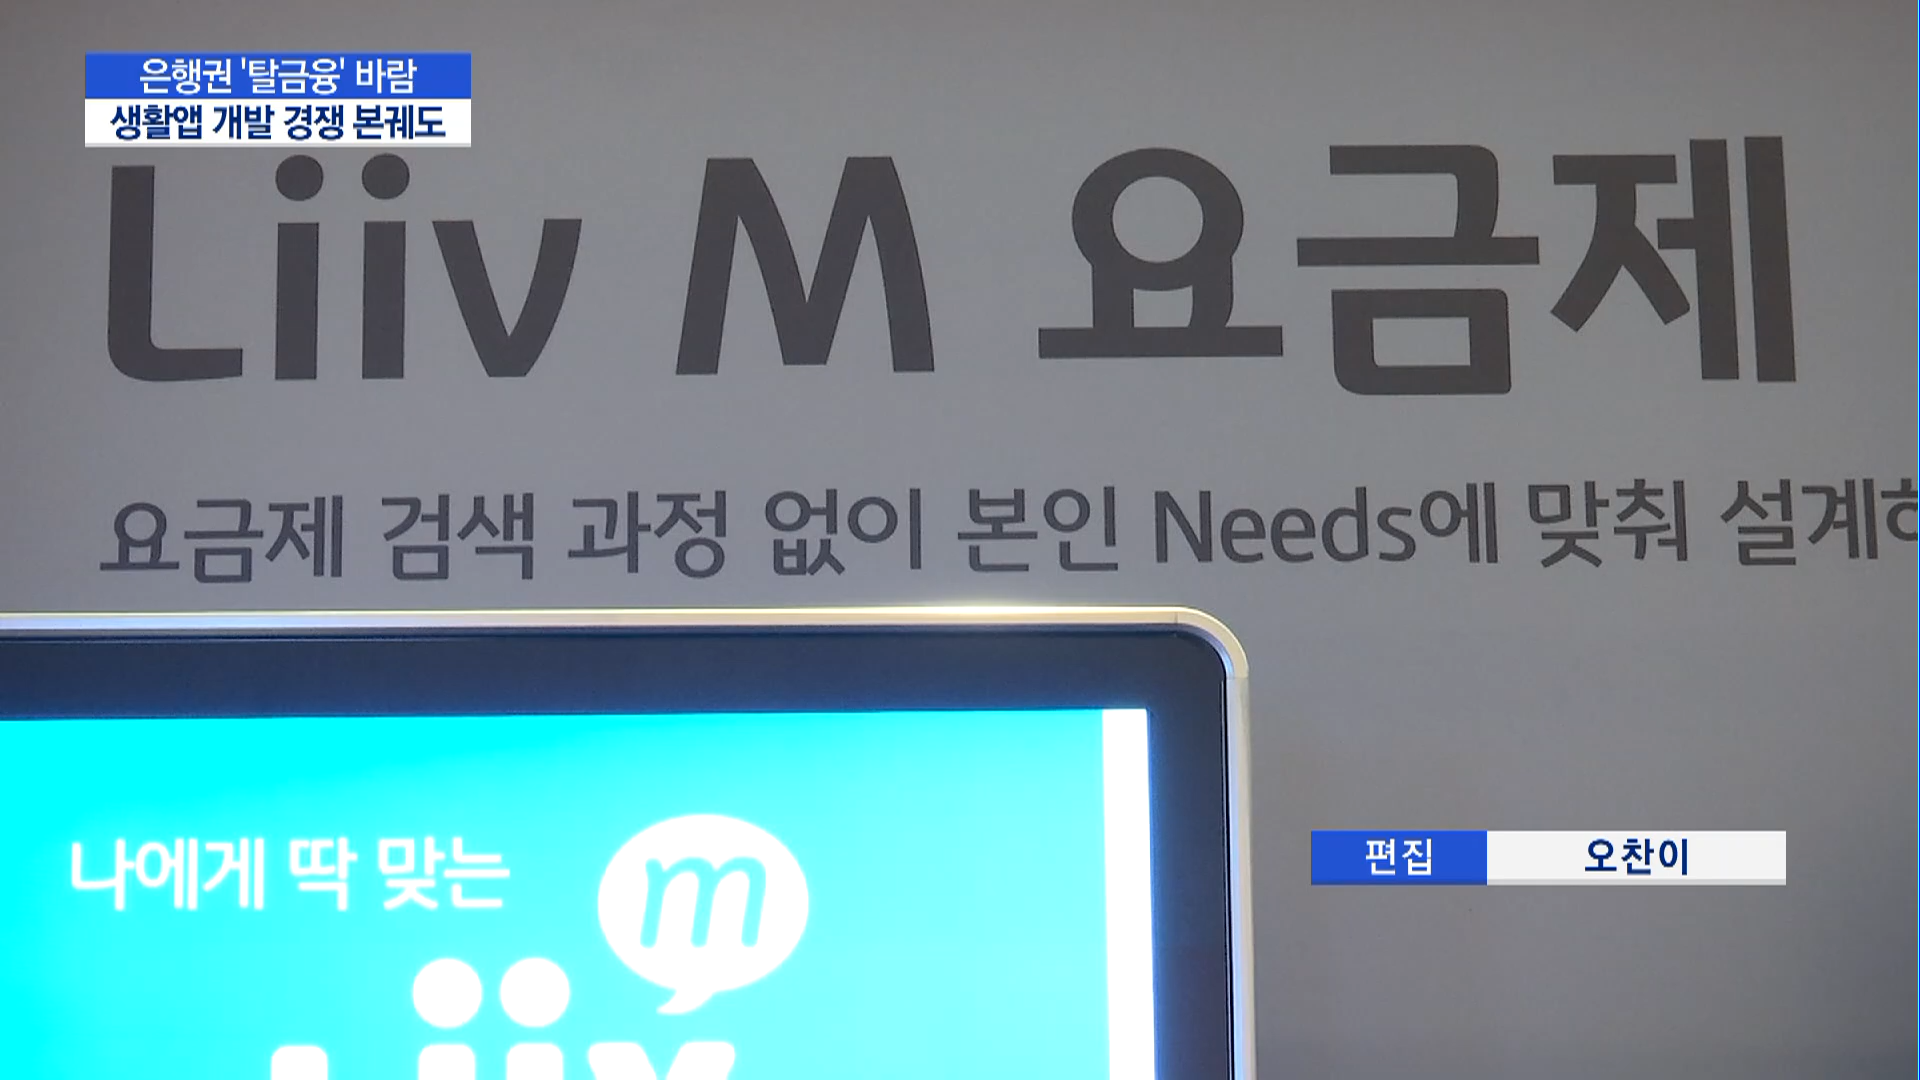 은행권 '탈금융' 바람
생활앱 개발 경쟁 본궤도
Liiv M 요금제
요금제 검색 과정 없이 본인 Needs에 맞춰 설계하
나에게 딱 맞는
m
Liiv
편집 오찬이